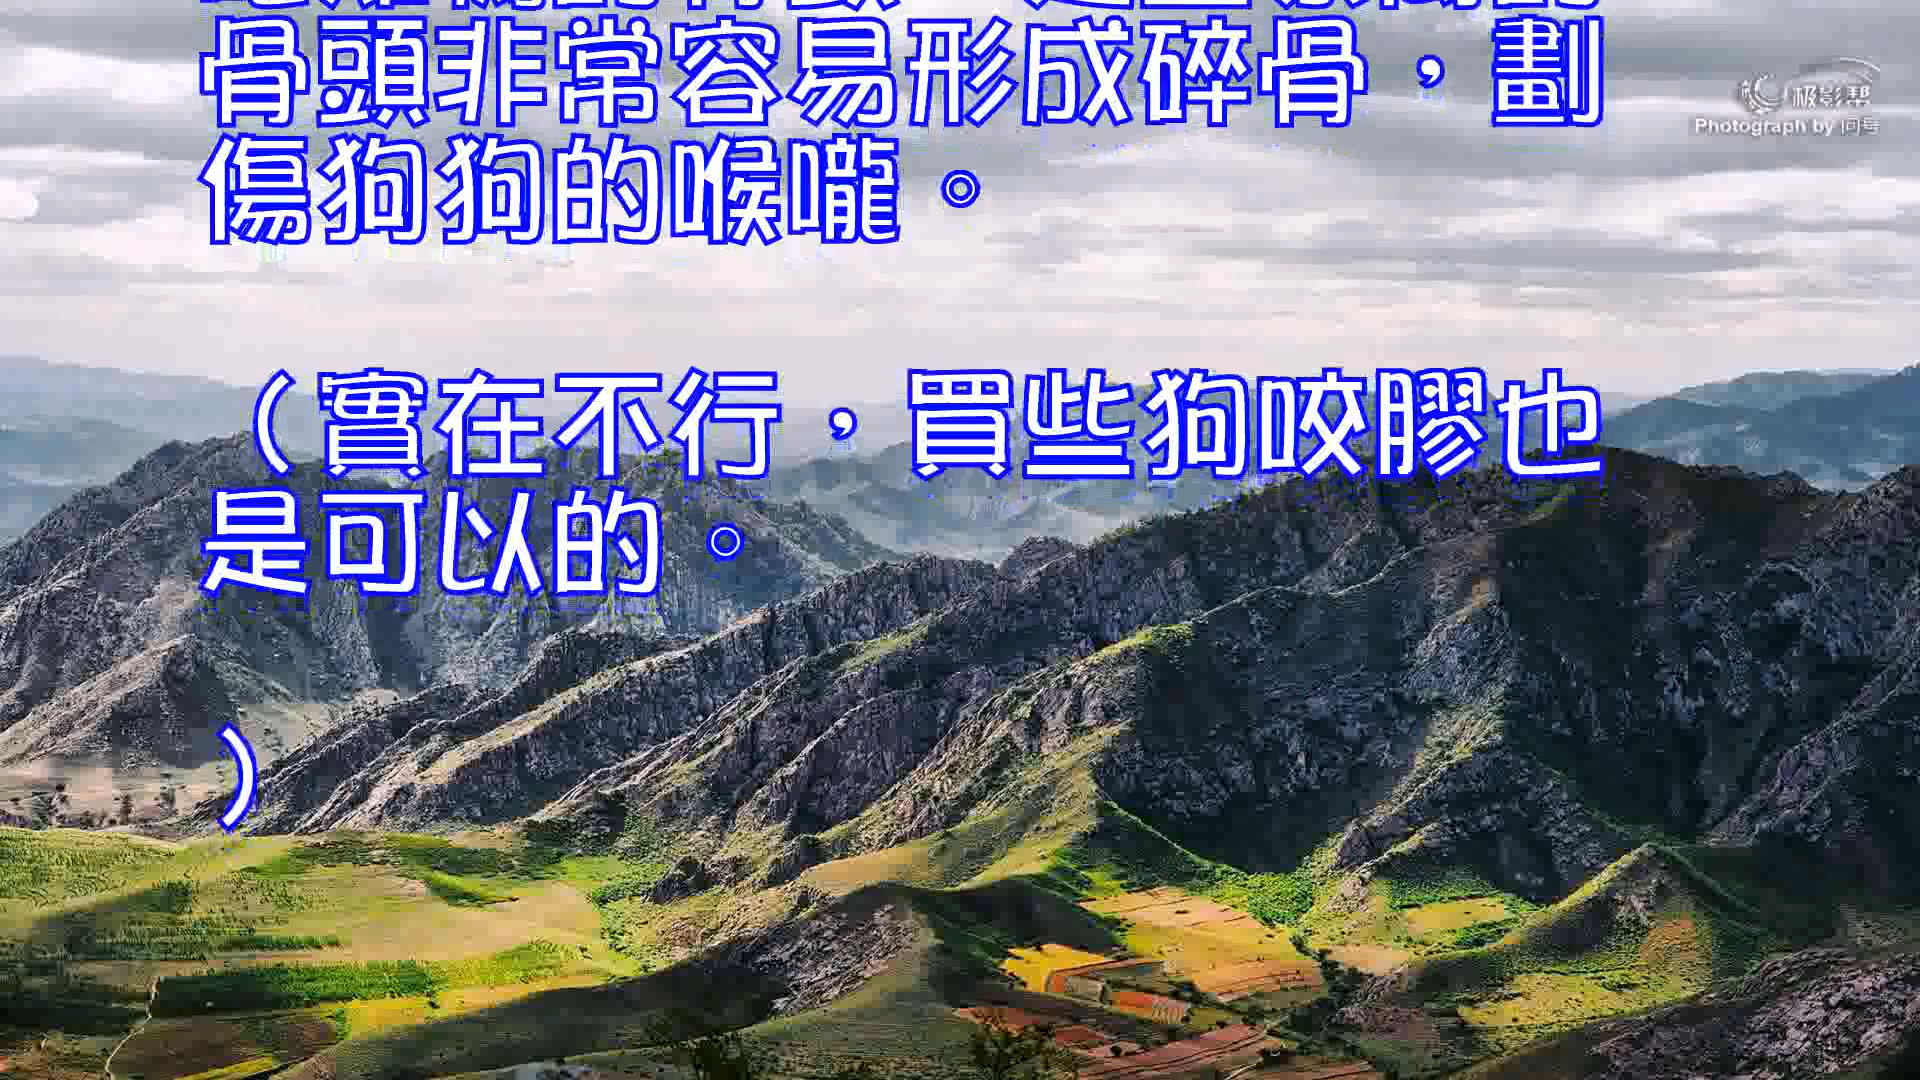 骨頭非常容易形成碎骨，劃
傷狗狗的喉嚨。
（實在不行，買些狗咬膠也
是可以的。
）
极影帮
Photograph by